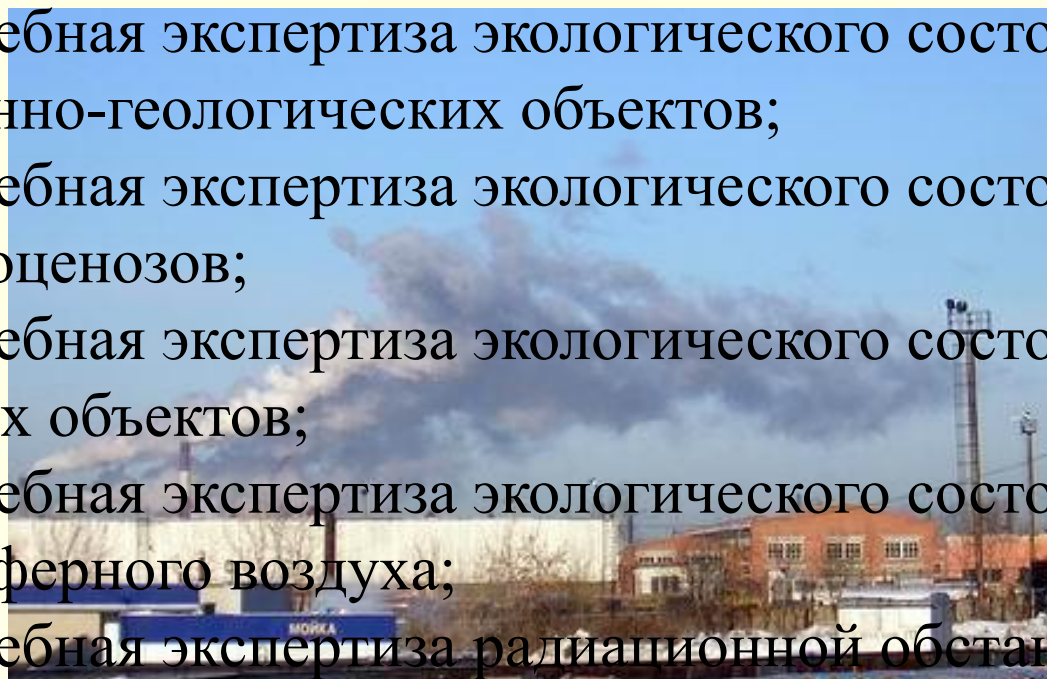 ебная экспертиза экологического состо
нно-геологических объектов;
ебная экспертиза экологического состо
оценозов;
ебная экспертиза экологического состо
х объектов;
ебная экспертиза экологического состо
ферного воздуха;
МОЙКА
ебная экспертиза радиационной обстан